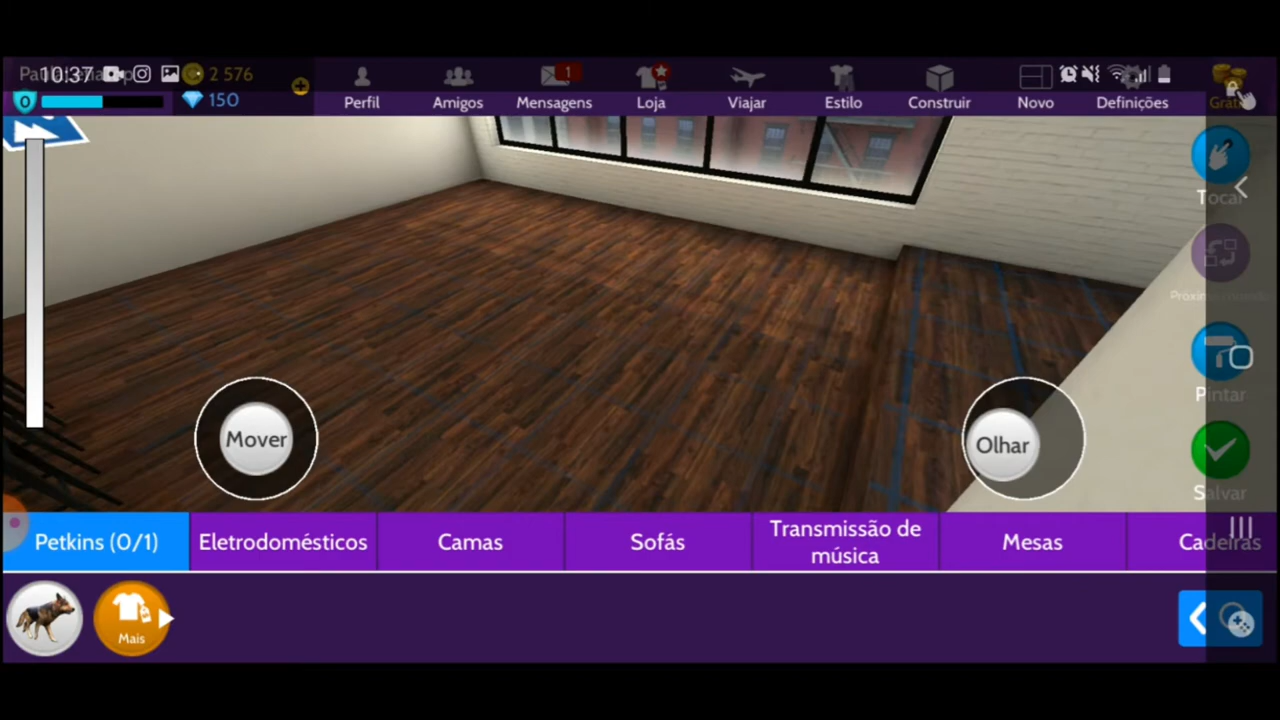 10:37
2 576
0
150
Perfil
Amigos
1
Mensagens
Loja
Viajar
Estilo
Construir
Novo
Definições
Tocar
Pintar
Salvar
Mover
Olhar
Petkins (0/1)
Eletrodomésticos
Camas
Sofás
Transmissão de
música
Mesas
Cadeiras
Mais